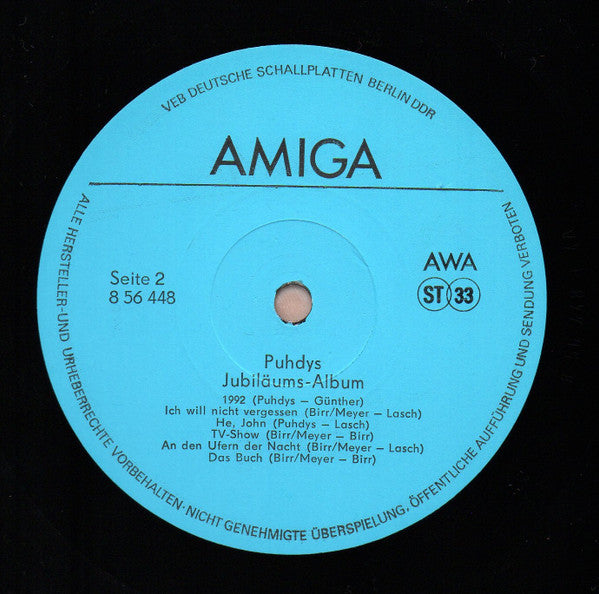 VEB DEUTSCHE SCHALLPLATTEN BERLIN DDR
AMIGA
Seite 2
8 56 448
AWA
ST 33
Puhdys
Jubiläums-Album
1992 (Puhdys – Günther)
Ich will nicht vergessen (Birr/Meyer – Lasch)
He, John (Puhdys – Lasch)
TV-Show (Birr/Meyer – Birr)
An den Ufern der Nacht (Birr/Meyer – Lasch)
Das Buch (Birr/Meyer – Birr)
ALLE HERSTELLER-UND URHEBERRECHTE VORBEHALTEN·NICHT GENEHMIGTE ÜBERSPIELUNG, ÖFFENTLICHE AUFFÜHRUNG UND SENDUNG VERBOTEN